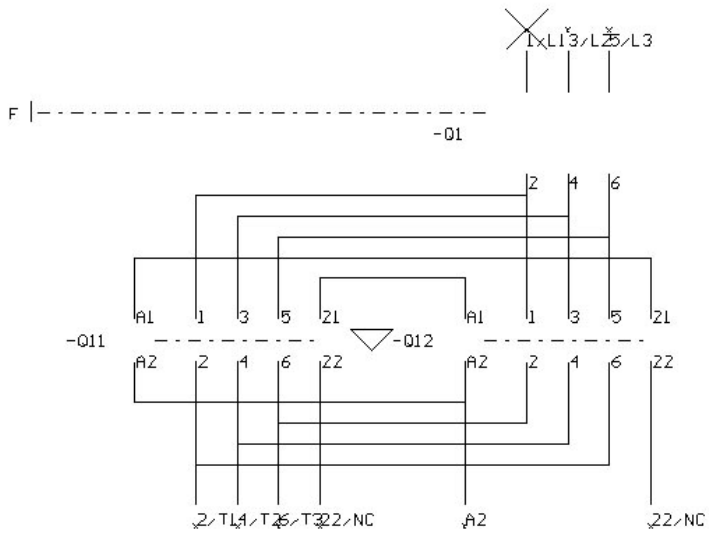 1/L1 3/L2 5/L3
F
-Q1
2 4 6
A1 1 3 5 21 A1 1 3 5 21
-Q11 -Q12
A2 2 4 6 22 A2 2 4 6 22
2/T1 4/T2 6/T3 22/NC A2 22/NC